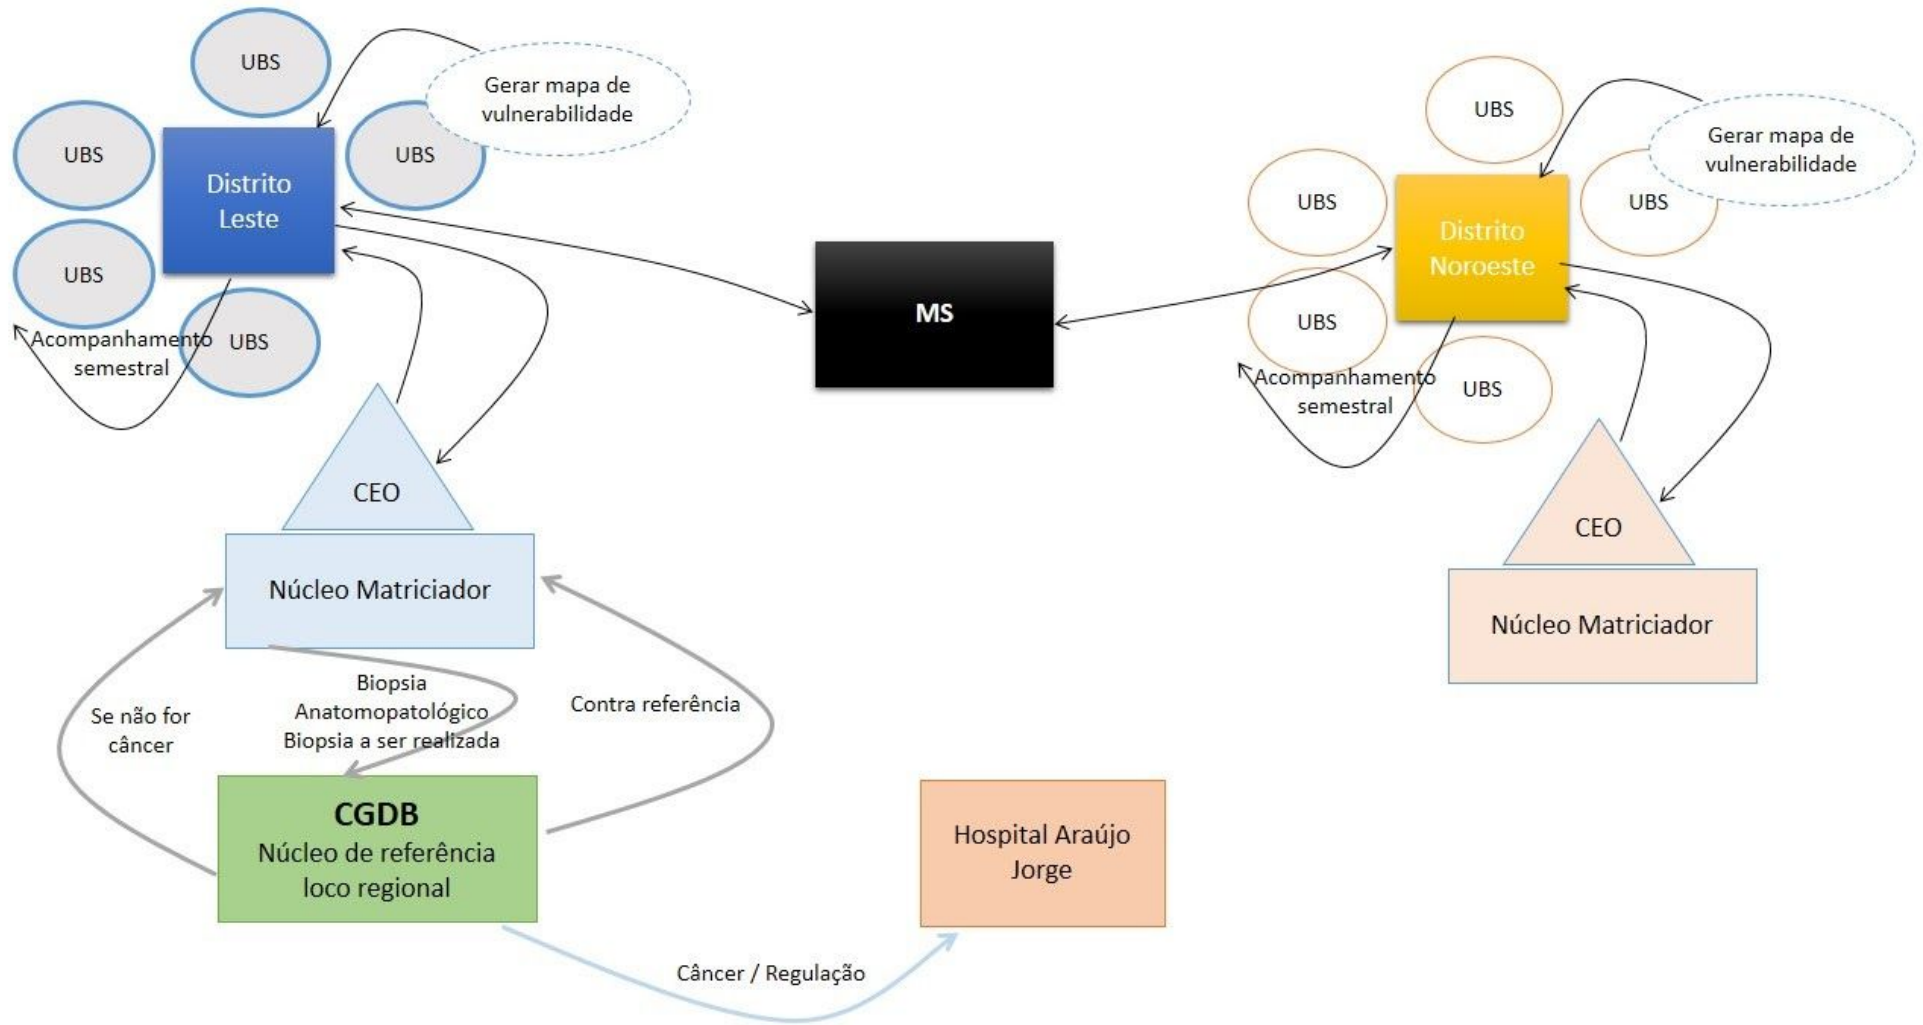 UBS
Gerar mapa de
vulnerabilidade
UBS
UBS
Distrito
Leste
UBS
UBS
Acompanhamento
semestral
UBS
Gerar mapa de
vulnerabilidade
UBS
UBS
Distrito
Noroeste
UBS
Acompanhamento
semestral
UBS
MS
CEO
Núcleo Matriciador
CEO
Núcleo Matriciador
Se não for
câncer
Biopsia
Anatomopatológico
Biopsia a ser realizada
Contra referência
CGDB
Núcleo de referência
loco regional
Hospital Araújo
Jorge
Câncer / Regulação